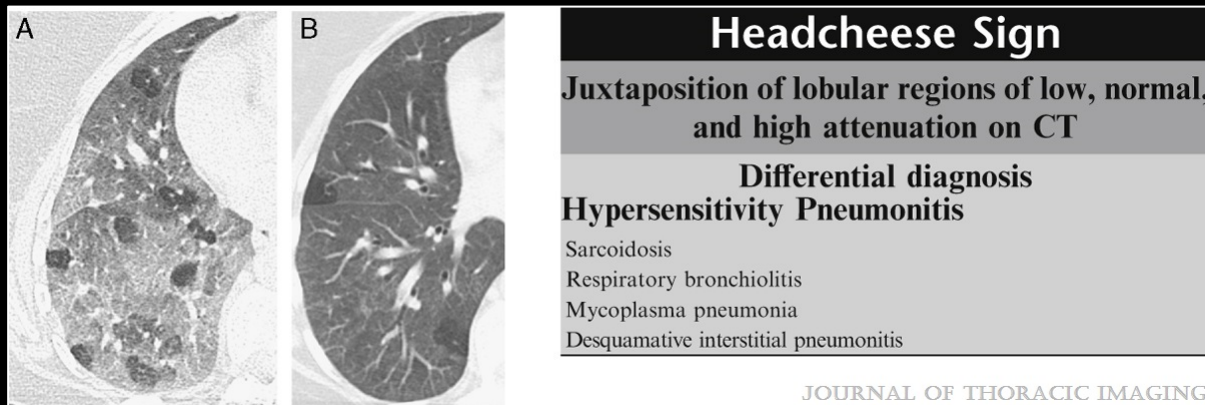 A
B
Headcheese Sign
Juxtaposition of lobular regions of low, normal,
and high attenuation on CT
Differential diagnosis
Hypersensitivity Pneumonitis
Sarcoidosis
Respiratory bronchiolitis
Mycoplasma pneumonia
Desquamative interstitial pneumonitis
JOURNAL OF THORACIC IMAGING